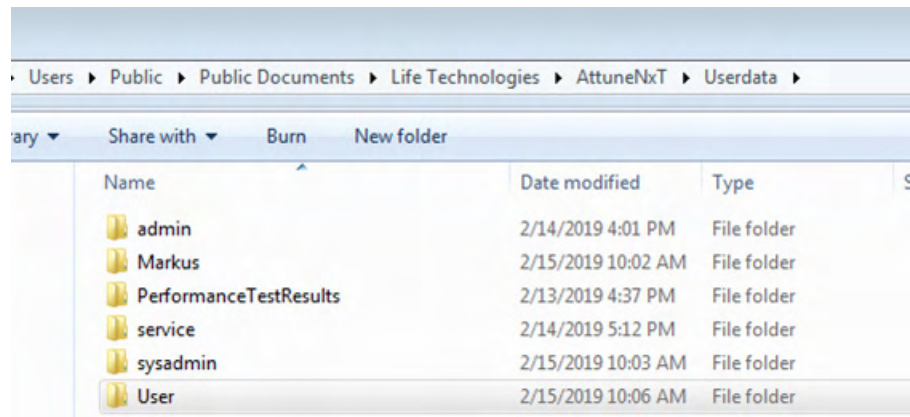 Users ▸ Public ▸ Public Documents ▸ Life Technologies ▸ AttuneNxT ▸ Userdata ▸
Share with ▾ Burn New folder
Name Date modified Type
admin 2/14/2019 4:01 PM File folder
Markus 2/15/2019 10:02 AM File folder
PerformanceTestResults 2/13/2019 4:37 PM File folder
service 2/14/2019 5:12 PM File folder
sysadmin 2/15/2019 10:03 AM File folder
User 2/15/2019 10:06 AM File folder